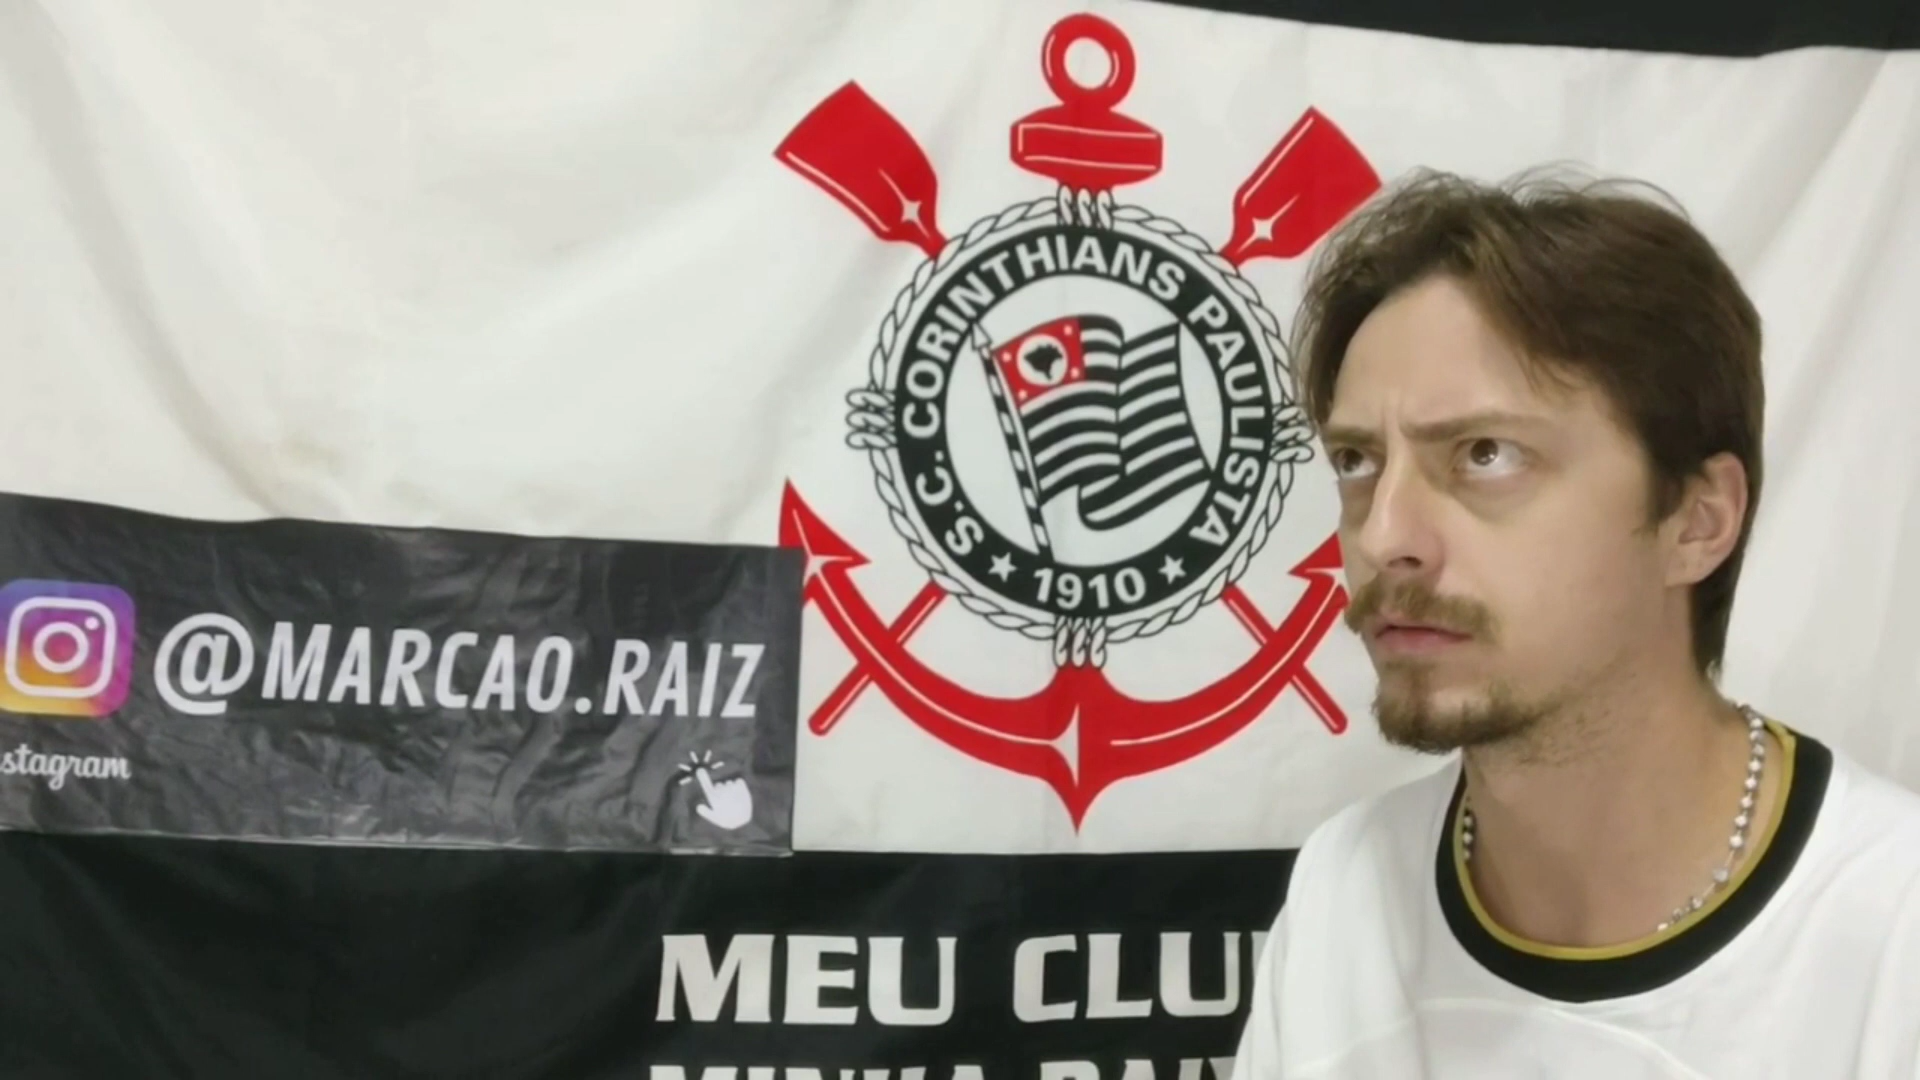 S.C. CORINTHIANS PAULISTA
1910
@MARCAO.RAIZ
stagram
MEU CLU